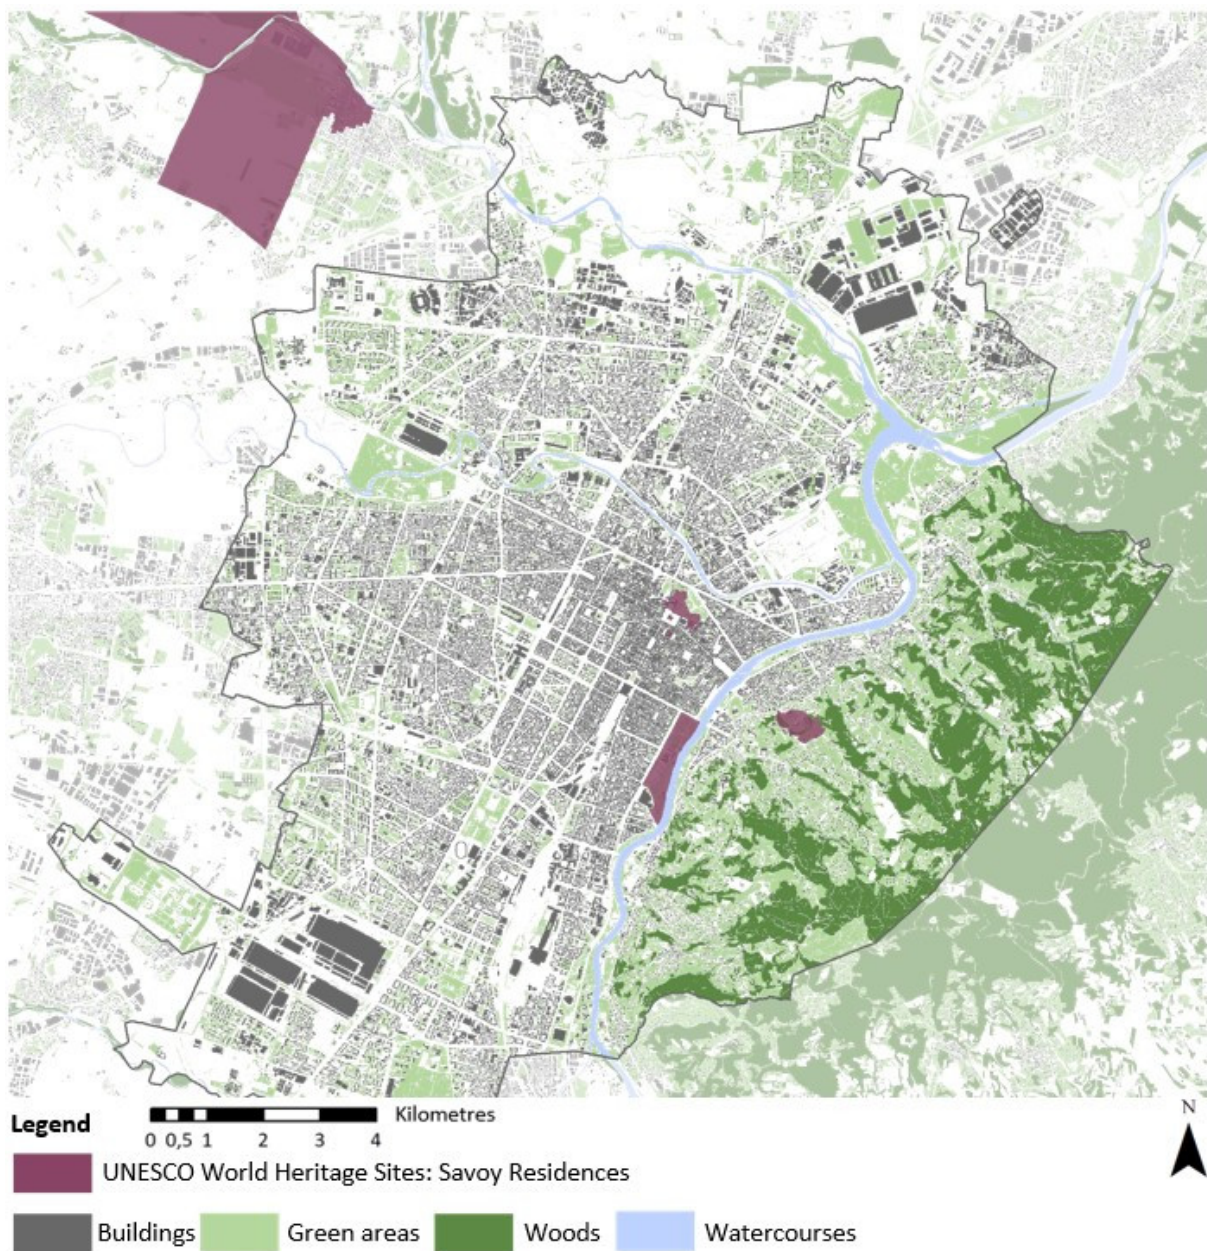 Legend
Kilometres
0 0,5 1 2 3 4
N
UNESCO World Heritage Sites: Savoy Residences
Buildings Green areas Woods Watercourses